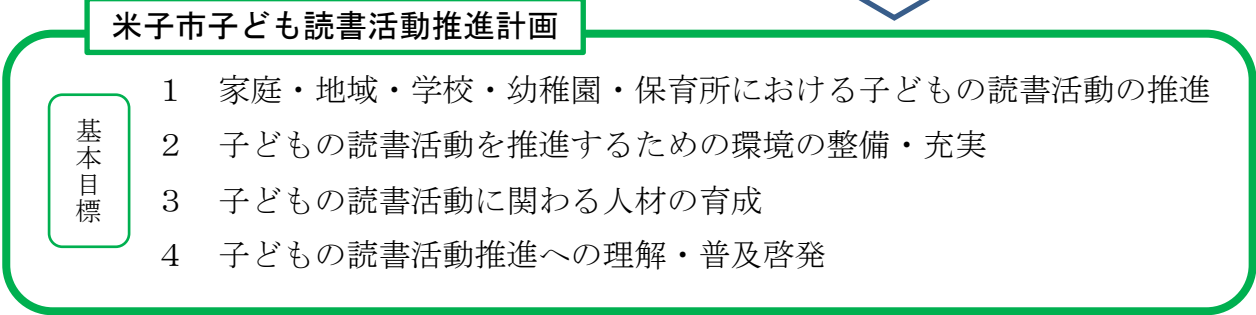 米子市子ども読書活動推進計画
基本目標
１　家庭・地域・学校・幼稚園・保育所における子どもの読書活動の推進
２　子どもの読書活動を推進するための環境の整備・充実
３　子どもの読書活動に関わる人材の育成
４　子どもの読書活動推進への理解・普及啓発